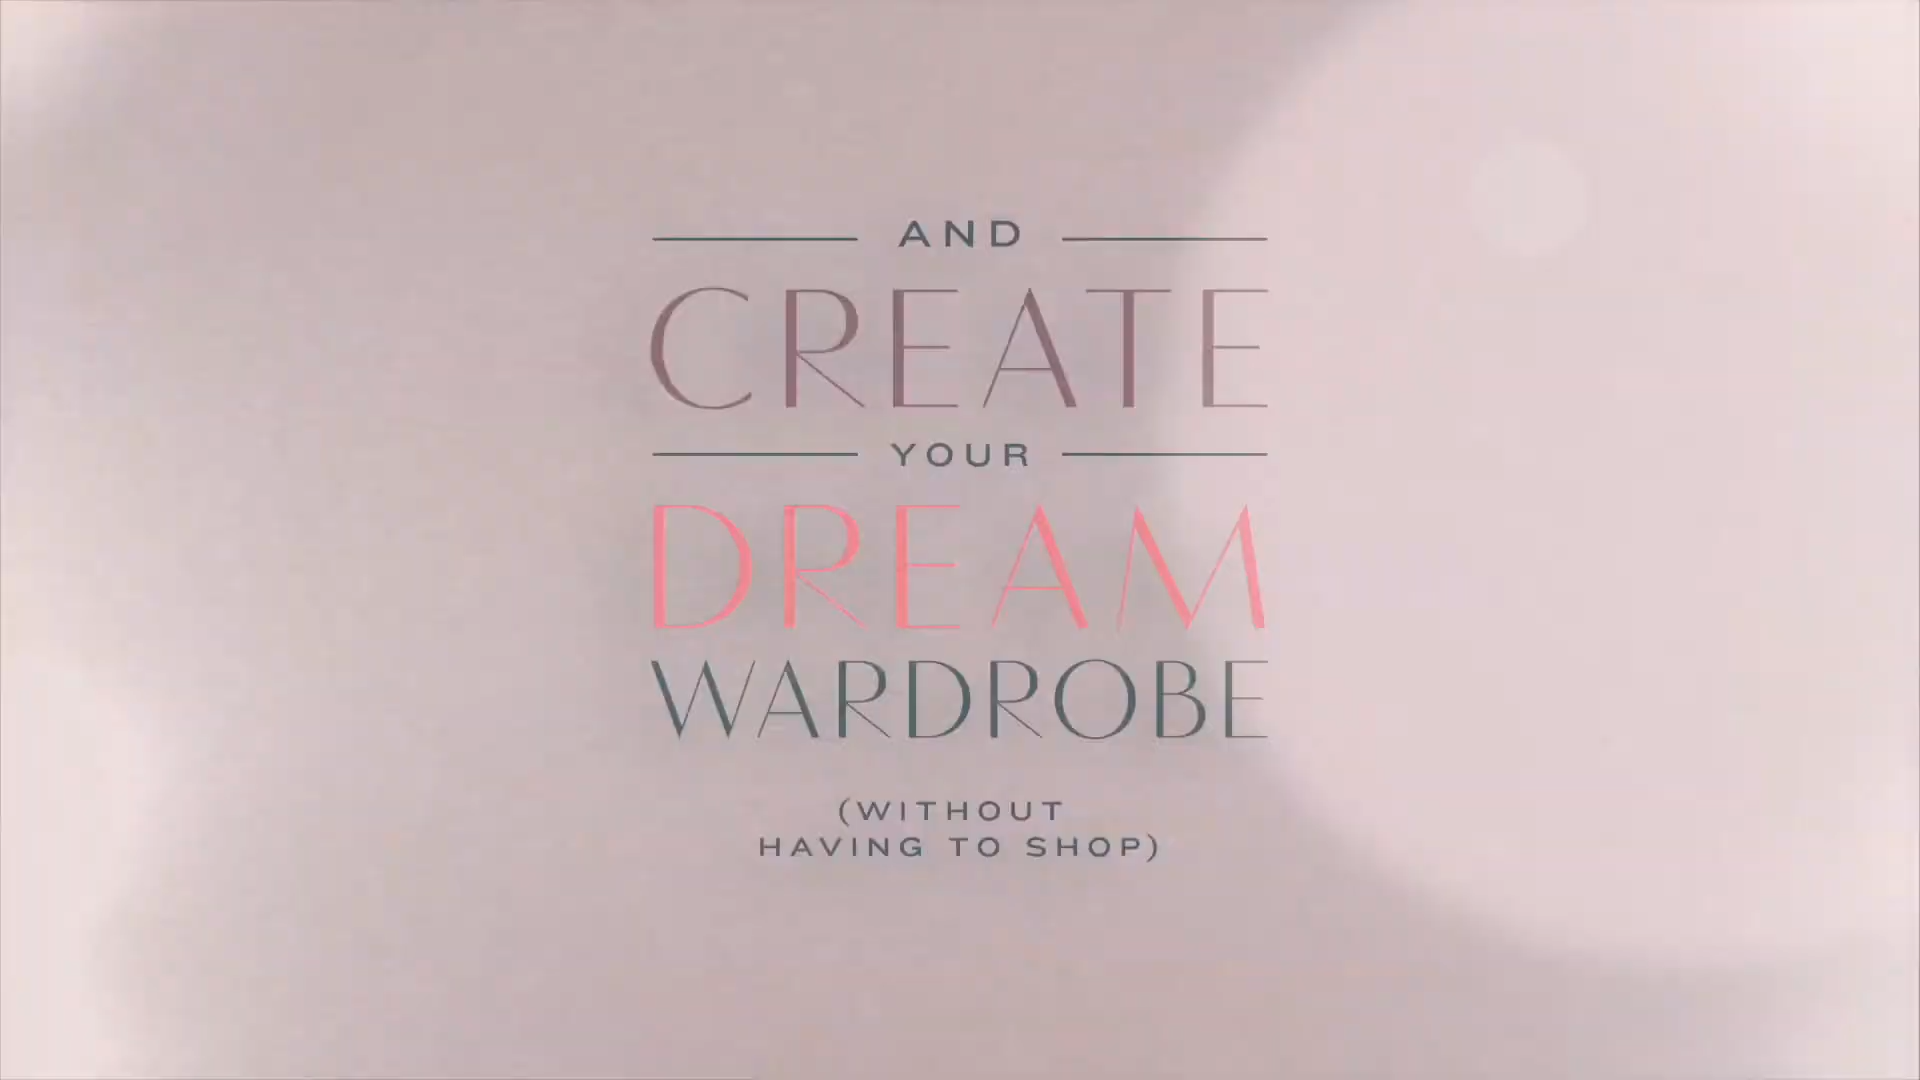 AND
CREATE
YOUR
DREAM
WARDROBE
(WITHOUT
HAVING TO SHOP)